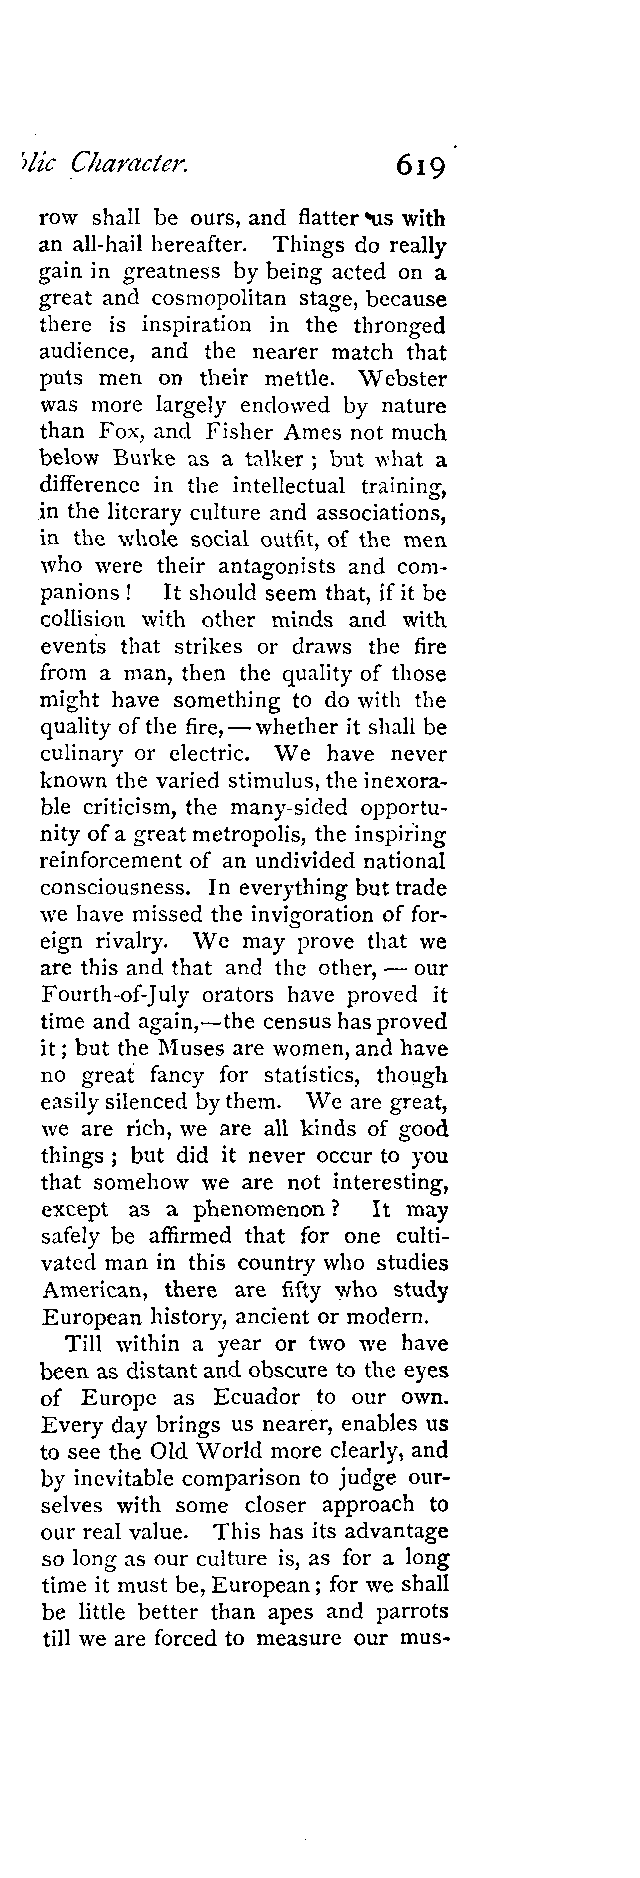 lic Character. 619
row shall be ours, and flatter us with
an all-hail hereafter. Things do really
gain in greatness by being acted on a
great and cosmopolitan stage, because
there is inspiration in the thronged
audience, and the nearer match that
puts men on their mettle. Webster
was more largely endowed by nature
than Fox, and Fisher Ames not much
below Burke as a talker ; but what a
difference in the intellectual training,
in the literary culture and associations,
in the whole social outfit, of the men
who were their antagonists and com-
panions ! It should seem that, if it be
collision with other minds and with
events that strikes or draws the fire
from a man, then the quality of those
might have something to do with the
quality of the fire, — whether it shall be
culinary or electric. We have never
known the varied stimulus, the inexora-
ble criticism, the many-sided opportu-
nity of a great metropolis, the inspiring
reinforcement of an undivided national
consciousness. In everything but trade
we have missed the invigoration of for-
eign rivalry. We may prove that we
are this and that and the other, — our
Fourth-of-July orators have proved it
time and again,—the census has proved
it ; but the Muses are women, and have
no great fancy for statistics, though
easily silenced by them. We are great,
we are rich, we are all kinds of good
things ; but did it never occur to you
that somehow we are not interesting,
except as a phenomenon ? It may
safely be affirmed that for one culti-
vated man in this country who studies
American, there are fifty who study
European history, ancient or modern.
Till within a year or two we have
been as distant and obscure to the eyes
of Europe as Ecuador to our own.
Every day brings us nearer, enables us
to see the Old World more clearly, and
by inevitable comparison to judge our-
selves with some closer approach to
our real value. This has its advantage
so long as our culture is, as for a long
time it must be, European ; for we shall
be little better than apes and parrots
till we are forced to measure our mus-